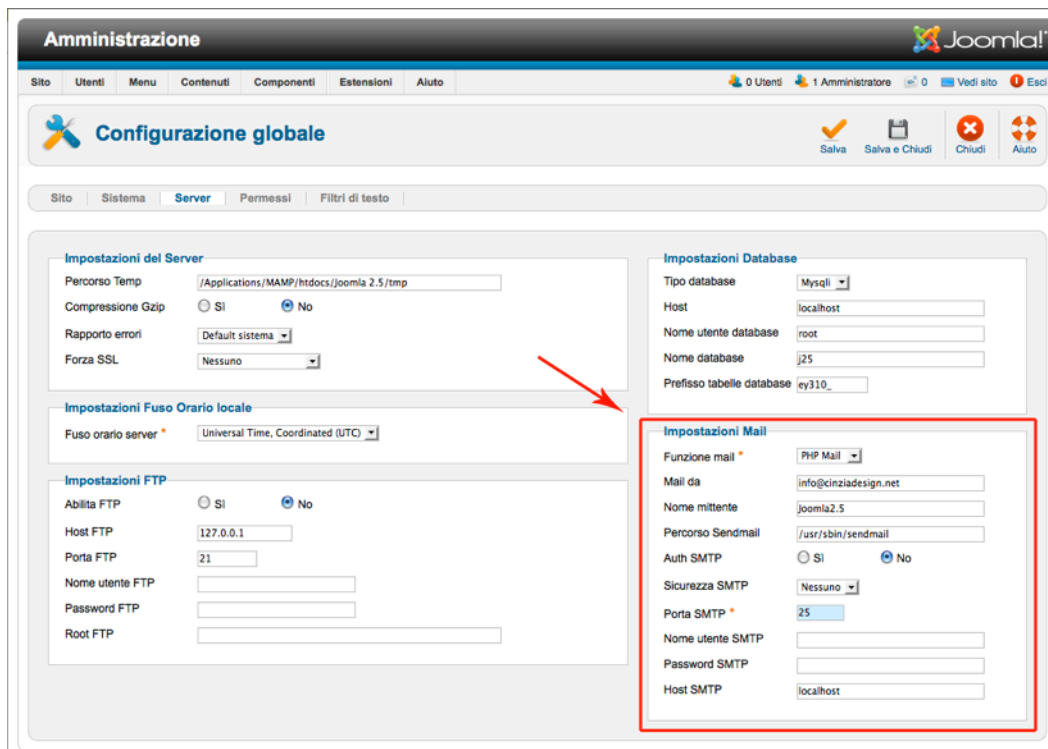 Amministrazione
Joomla!
Sito Utenti Menu Contenuti Componenti Estensioni Aiuto 0 Utenti 1 Amministratore 0 Vedi sito Esci
Configurazione globale
Salva Salva e Chiudi Chiudi Aiuto
Sito Sistema Server Permessi Filtri di testo
Impostazioni del Server
Percorso Temp /Applications/MAMP/htdocs/Joomla 2.5/tmp
Compressione Gzip Sì No
Rapporto errori Default sistema
Forza SSL Nessuno
Impostazioni Fuso Orario locale
Fuso orario server * Universal Time, Coordinated (UTC)
Impostazioni FTP
Abilita FTP Sì No
Host FTP 127.0.0.1
Porta FTP 21
Nome utente FTP
Password FTP
Root FTP
Impostazioni Database
Tipo database Mysqli
Host localhost
Nome utente database root
Nome database j25
Prefisso tabelle database ey310_
Impostazioni Mail
Funzione mail * PHP Mail
Mail da info@cinziadesign.net
Nome mittente Joomla2.5
Percorso Sendmail /usr/sbin/sendmail
Auth SMTP Sì No
Sicurezza SMTP Nessuno
Porta SMTP * 25
Nome utente SMTP
Password SMTP
Host SMTP localhost